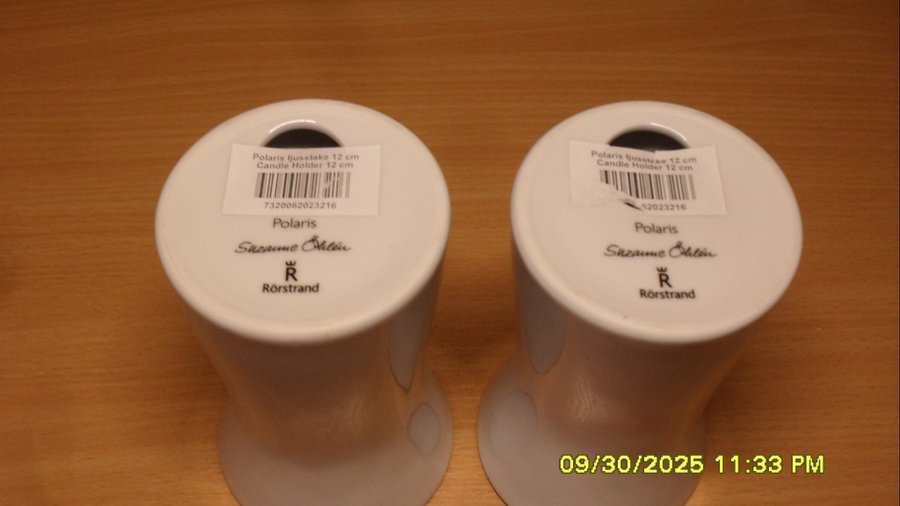 Polaris ljusstake 12 cm
Candle Holder 12 cm
7320062023216
Polaris
Suzanne Öhlén
R
Rörstrand
Polaris ljusstake 12 cm
Candle Holder 12 cm
62023216
Polaris
Suzanne Öhlén
R
Rörstrand
09/30/2025 11:33 PM